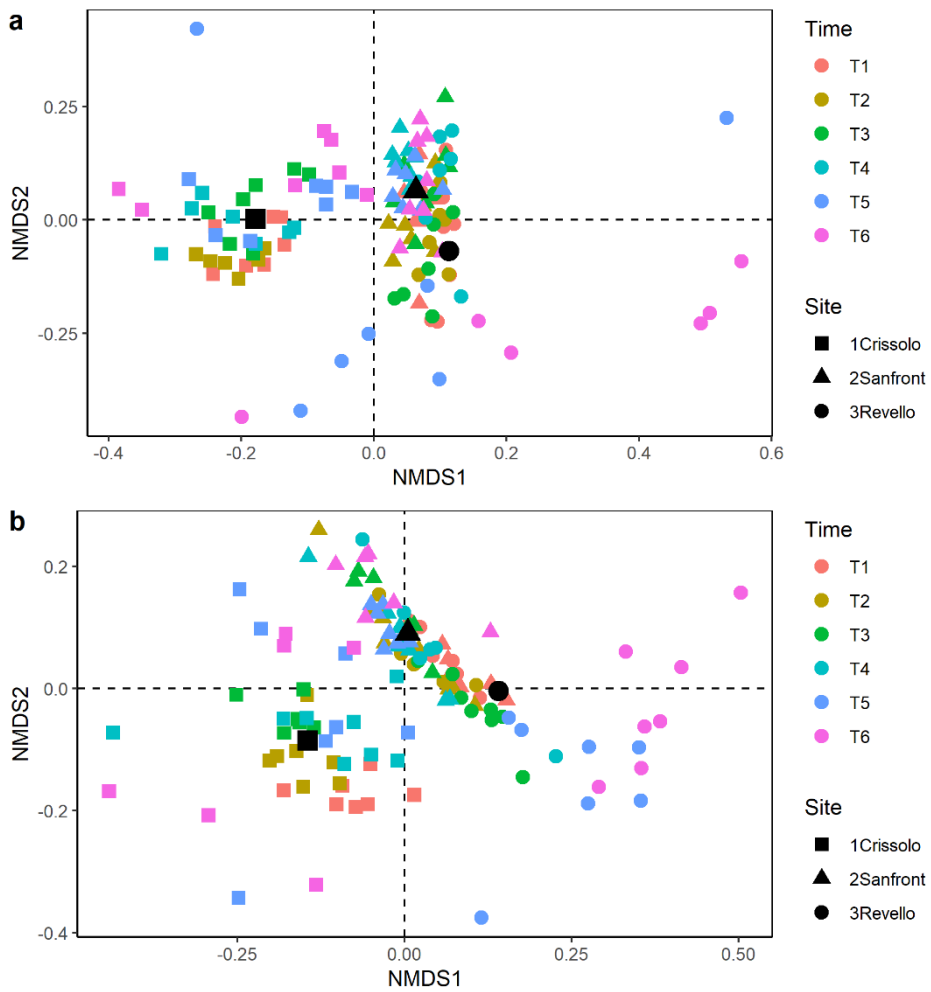 a
Time
T1
T2
T3
T4
T5
T6
Site
1Crissolo
2Sanfront
3Revello
0.25
0.00
-0.25
NMDS2
-0.4
-0.2
0.0
0.2
0.4
0.6
NMDS1
b
Time
T1
T2
T3
T4
T5
T6
Site
1Crissolo
2Sanfront
3Revello
0.2
0.0
-0.2
-0.4
NMDS2
-0.25
0.00
0.25
0.50
NMDS1